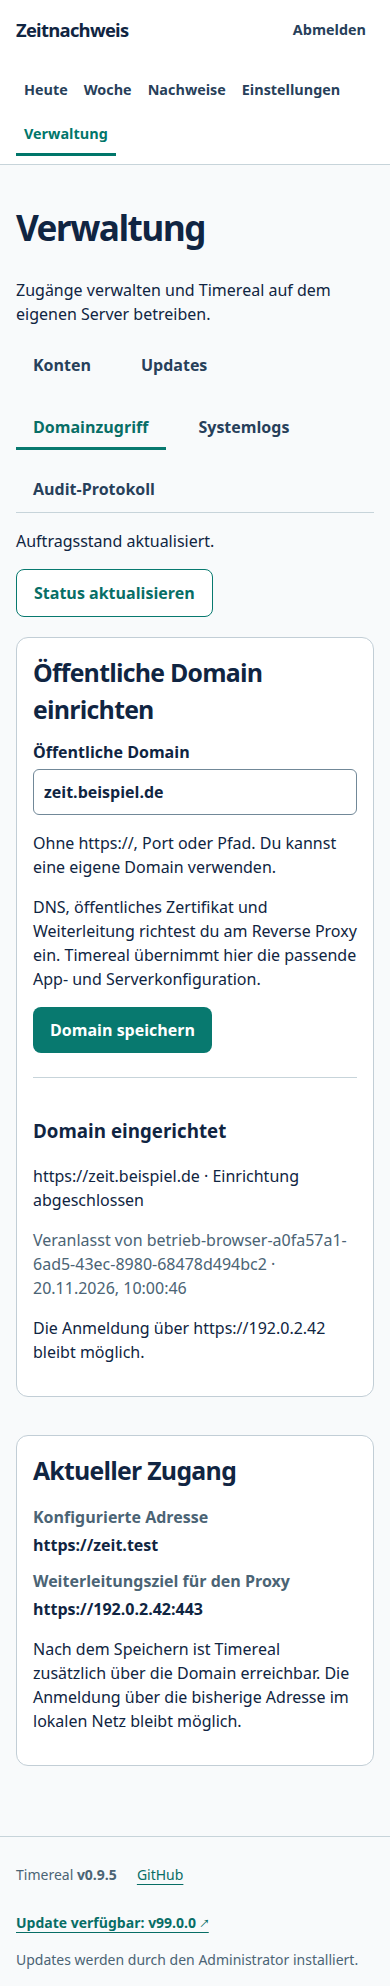 Zeitnachweis
Abmelden
Heute Woche Nachweise Einstellungen
Verwaltung
Verwaltung
Zugänge verwalten und Timereal auf dem
eigenen Server betreiben.
Konten Updates
Domainzugriff Systemlogs
Audit-Protokoll
Auftragsstand aktualisiert.
Status aktualisieren
Öffentliche Domain
einrichten
Öffentliche Domain
zeit.beispiel.de
Ohne https://, Port oder Pfad. Du kannst
eine eigene Domain verwenden.
DNS, öffentliches Zertifikat und
Weiterleitung richtest du am Reverse Proxy
ein. Timereal übernimmt hier die passende
App- und Serverkonfiguration.
Domain speichern
Domain eingerichtet
https://zeit.beispiel.de · Einrichtung
abgeschlossen
Veranlasst von betrieb-browser-a0fa57a1-
6ad5-43ec-8980-68478d494bc2 ·
20.11.2026, 10:00:46
Die Anmeldung über https://192.0.2.42
bleibt möglich.
Aktueller Zugang
Konfigurierte Adresse
https://zeit.test
Weiterleitungsziel für den Proxy
https://192.0.2.42:443
Nach dem Speichern ist Timereal
zusätzlich über die Domain erreichbar. Die
Anmeldung über die bisherige Adresse im
lokalen Netz bleibt möglich.
Timereal v0.9.5 GitHub
Update verfügbar: v99.0.0 ↗
Updates werden durch den Administrator installiert.